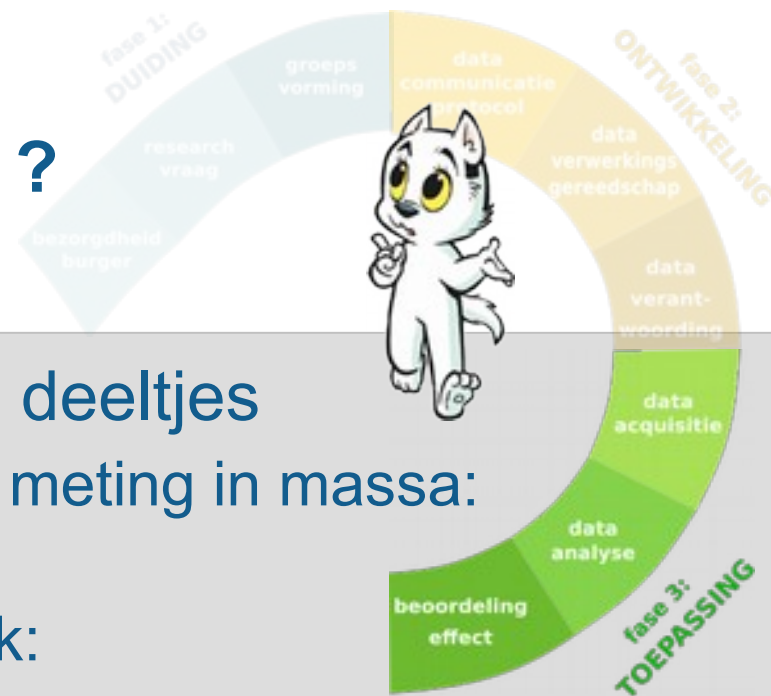 fase 1:
DUIDING
groeps
vorming
research
vraag
bezorgdheid
burger
data
communicatie
protocol
data
verwerkings
gereedschap
data
verant-
woording
fase 2:
ONTWIKKELING
?
deeltjes
meting in massa:
k:
data
acquisitie
data
analyse
beoordeling
effect
fase 3:
TOEPASSING